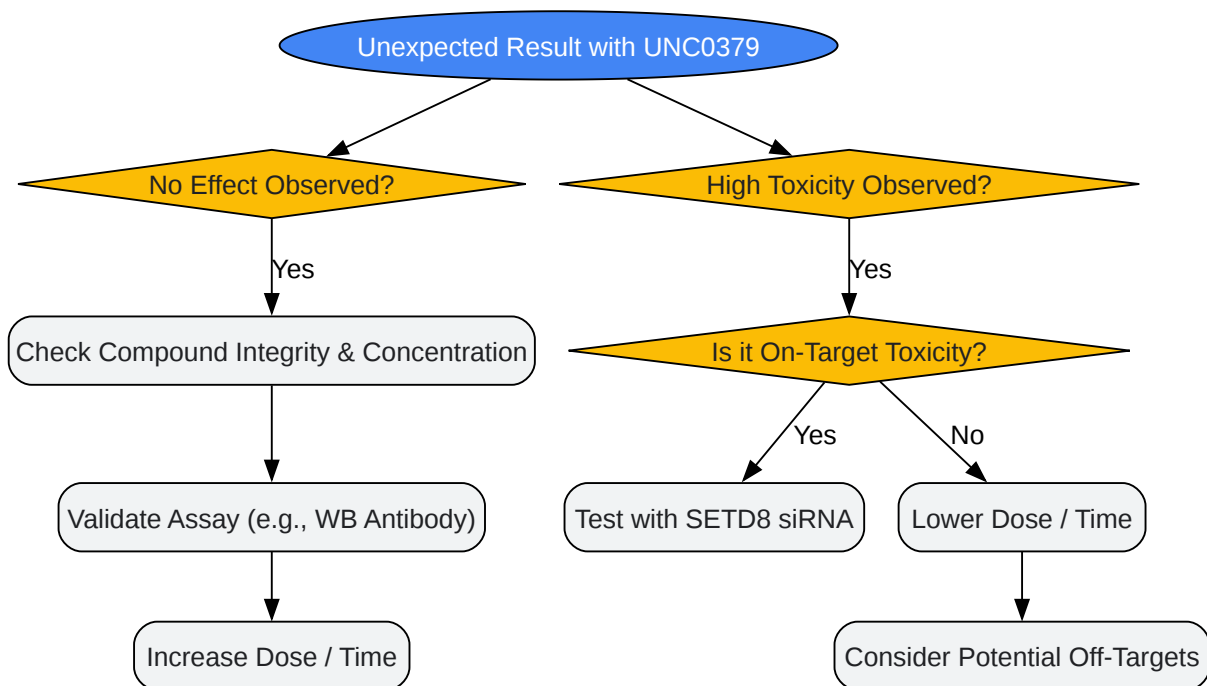 Unexpected Result with UNC0379
No Effect Observed?
High Toxicity Observed?
Yes
Yes
Check Compound Integrity & Concentration
Is it On-Target Toxicity?
Yes
No
Validate Assay (e.g., WB Antibody)
Test with SETD8 siRNA
Lower Dose / Time
Increase Dose / Time
Consider Potential Off-Targets